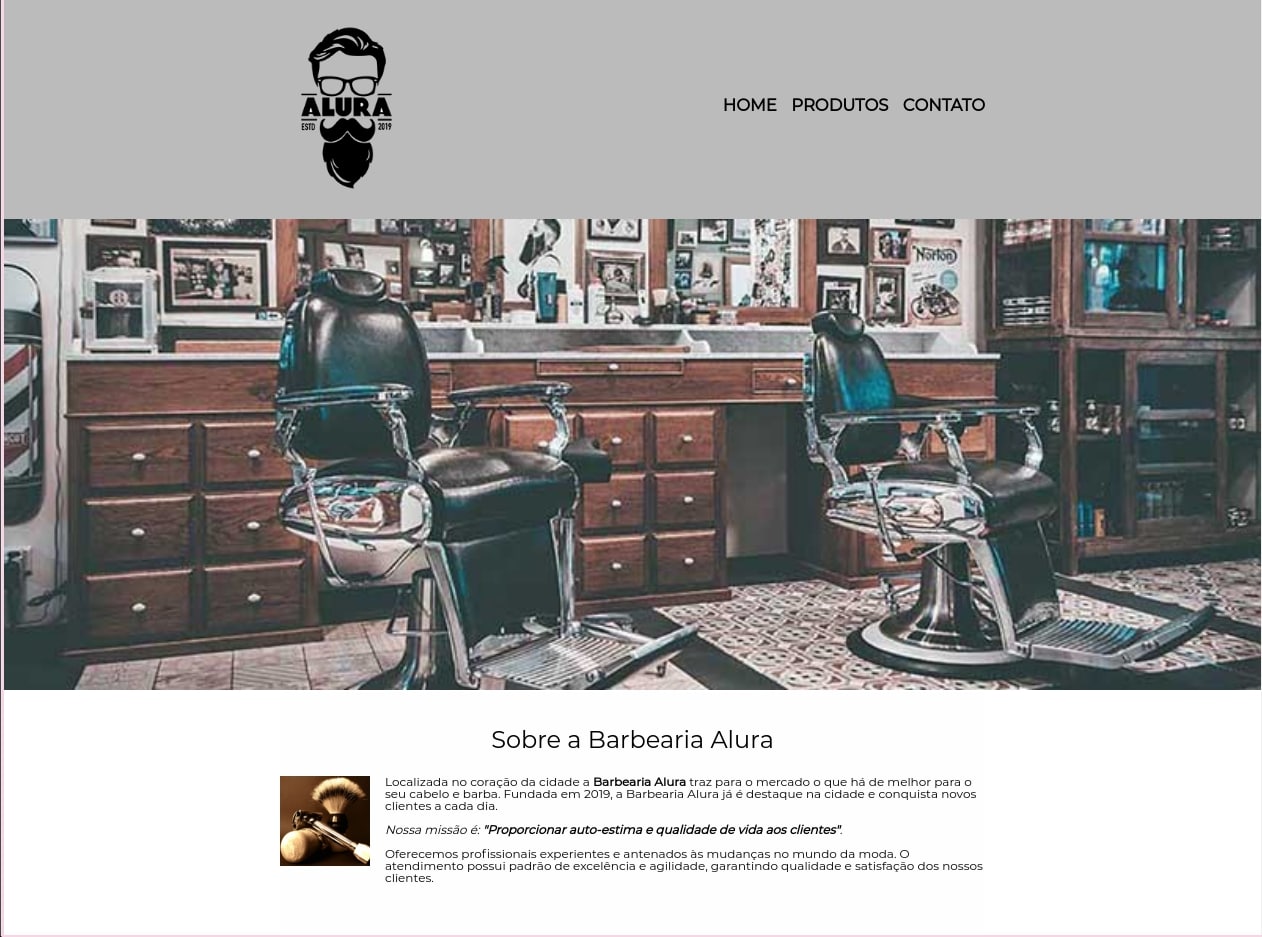 ALURA
ESTD 2019
HOME PRODUTOS CONTATO
Norton
Sobre a Barbearia Alura
Localizada no coração da cidade a Barbearia Alura traz para o mercado o que há de melhor para o
seu cabelo e barba. Fundada em 2019, a Barbearia Alura já é destaque na cidade e conquista novos
clientes a cada dia.
Nossa missão é: "Proporcionar auto-estima e qualidade de vida aos clientes".
Oferecemos profissionais experientes e antenados às mudanças no mundo da moda. O
atendimento possui padrão de excelência e agilidade, garantindo qualidade e satisfação dos nossos
clientes.